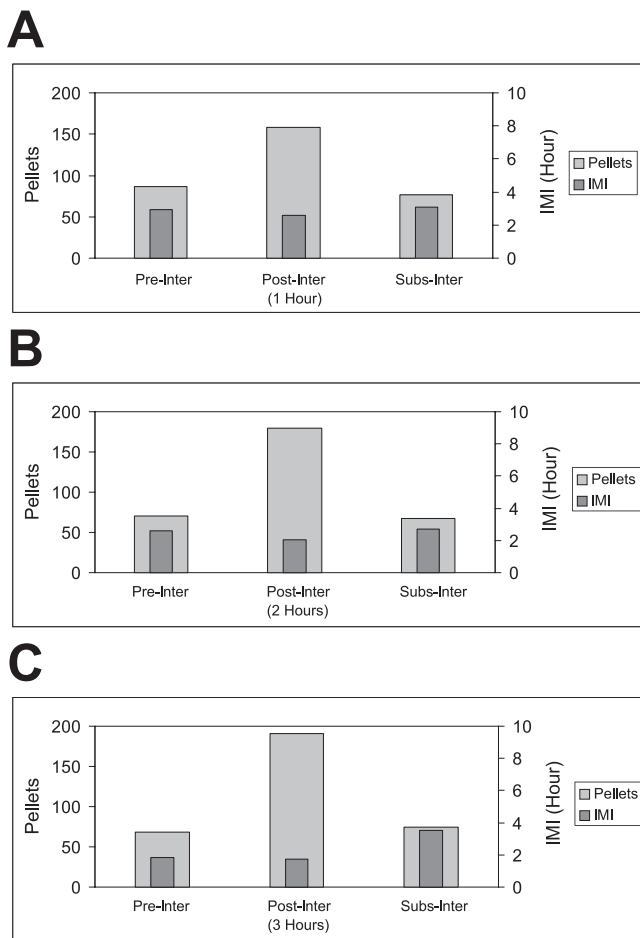 A
Pellets
200
150
100
50
0
10
8
6
4
2
0
IMI (Hour)
Pre-Inter
Post-Inter
(1 Hour)
Subs-Inter
Pellets
IMI
B
Pellets
200
150
100
50
0
10
8
6
4
2
0
IMI (Hour)
Pre-Inter
Post-Inter
(2 Hours)
Subs-Inter
Pellets
IMI
C
Pellets
200
150
100
50
0
10
8
6
4
2
0
IMI (Hour)
Pre-Inter
Post-Inter
(3 Hours)
Subs-Inter
Pellets
IMI